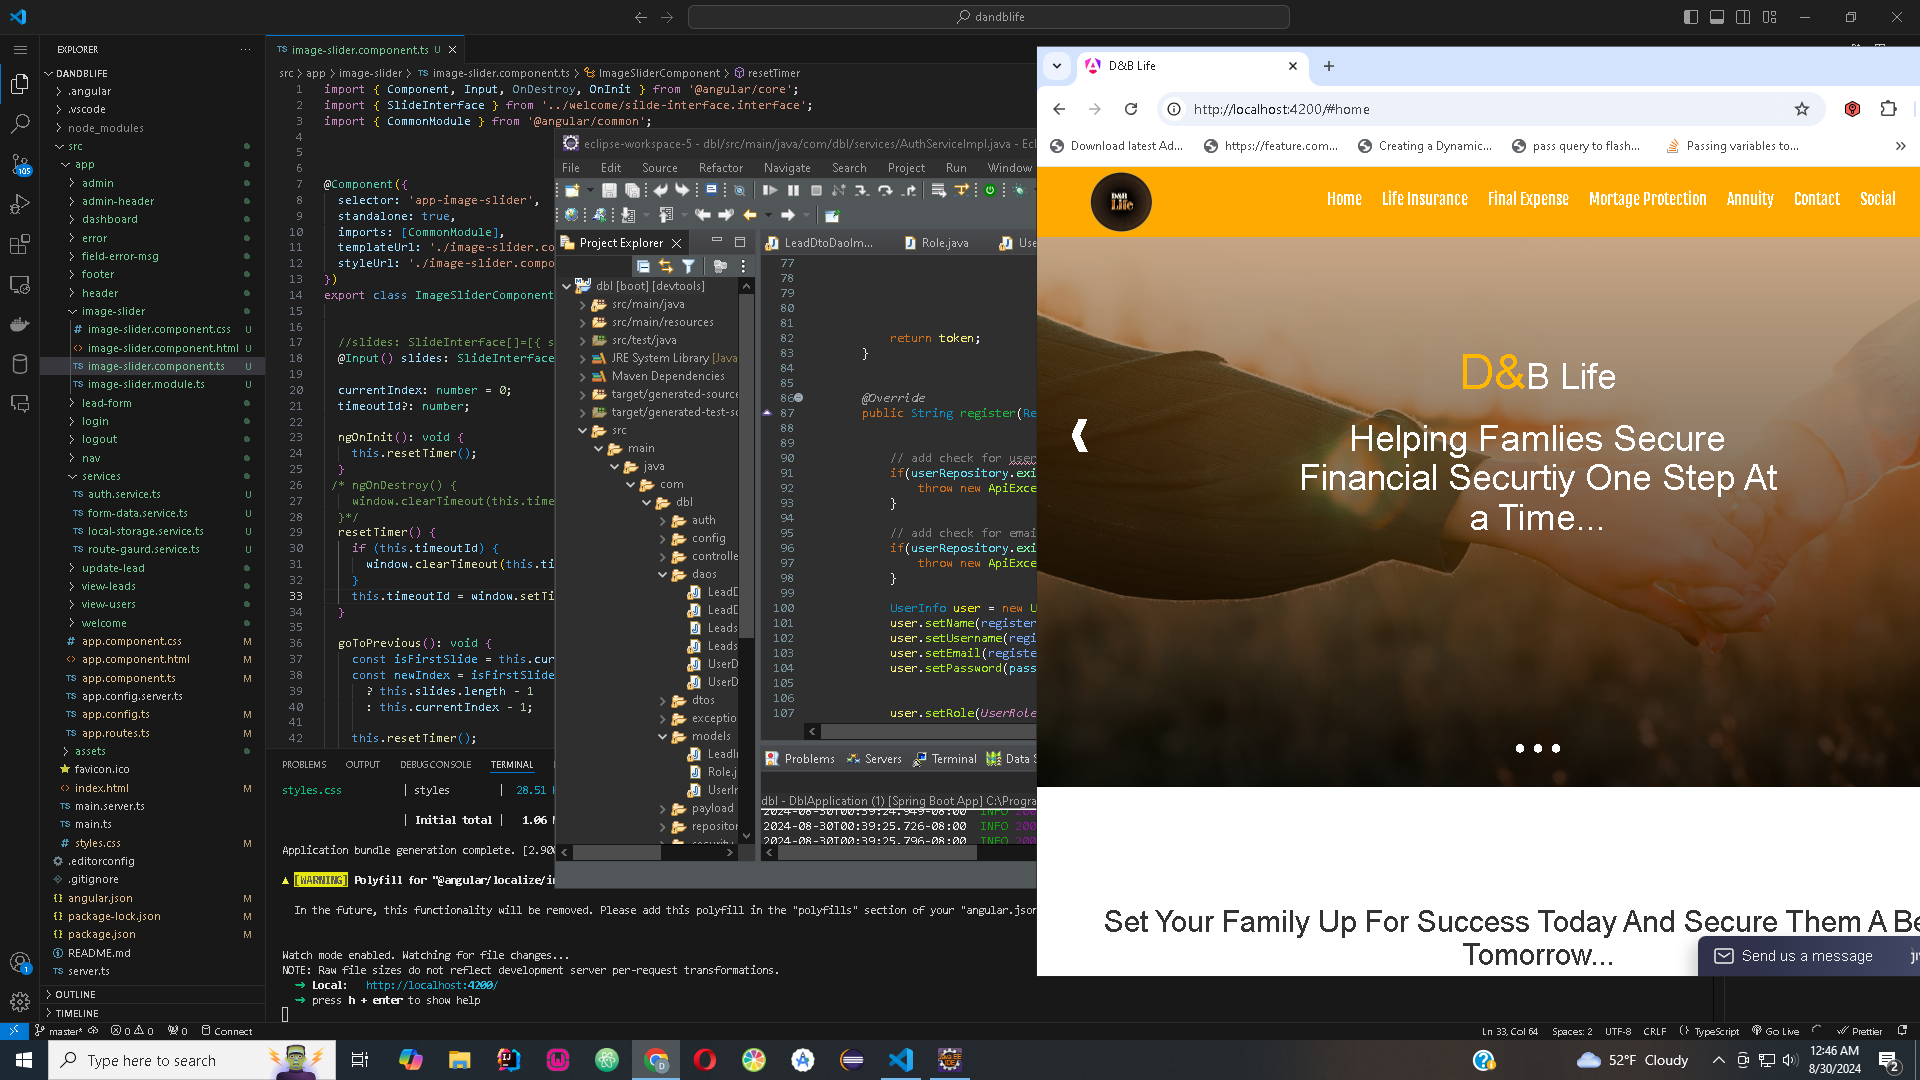 dandblife
EXPLORER
DANDBLIFE
.angular
.vscode
node_modules
src
app
admin
admin-header
dashboard
error
field-error-msg
footer
header
image-slider
image-slider.component.css U
image-slider.component.html U
image-slider.component.ts U
image-slider.module.ts U
lead-form
login
logout
nav
services
auth.service.ts U
form-data.service.ts U
local-storage.service.ts U
route-gaurd.service.ts U
update-lead
view-leads
view-users
welcome
app.component.css M
app.component.html M
app.component.ts M
app.config.server.ts
app.config.ts M
app.routes.ts M
assets
favicon.ico
index.html M
main.server.ts
main.ts
styles.css M
.editorconfig
.gitignore
angular.json M
package-lock.json M
package.json M
README.md
server.ts
OUTLINE
TIMELINE
105
1
TS image-slider.component.ts U
src > app > image-slider > TS image-slider.component.ts > ImageSliderComponent > resetTimer
1 import { Component, Input, OnDestroy, OnInit } from '@angular/core';
2 import { SlideInterface } from '../welcome/silde-interface.interface';
3 import { CommonModule } from '@angular/common';
4
5
6
7 @Component({
8 selector: 'app-image-slider',
9 standalone: true,
10 imports: [CommonModule],
11 templateUrl: './image-slider.co
12 styleUrl: './image-slider.compo
13 })
14 export class ImageSliderComponent
15
16
17 //slides: SlideInterface[]=[{ s
18 @Input() slides: SlideInterface
19
20 currentIndex: number = 0;
21 timeoutId?: number;
22
23 ngOnInit(): void {
24 this.resetTimer();
25 }
26 /* ngOnDestroy() {
27 window.clearTimeout(this.time
28 }*/
29 resetTimer() {
30 if (this.timeoutId) {
31 window.clearTimeout(this.ti
32 }
33 this.timeoutId = window.setTi
34 }
35
36 goToPrevious(): void {
37 const isFirstSlide = this.cur
38 const newIndex = isFirstSlide
39 ? this.slides.length - 1
40 : this.currentIndex - 1;
41
42 this.resetTimer();
PROBLEMS OUTPUT DEBUG CONSOLE TERMINAL
styles.css | styles | 28.51
| Initial total | 1.06
Application bundle generation complete. [2.900
[WARNING] Polyfill for "@angular/localize/in
In the future, this functionality will be removed. Please add this polyfill in the "polyfills" section of your "angular.json
Watch mode enabled. Watching for file changes...
NOTE: Raw file sizes do not reflect development server per-request transformations.
➜ Local: http://localhost:4200/
➜ press h + enter to show help
eclipse-workspace-5 - dbl/src/main/java/com/dbl/services/AuthServiceImpl.java - Ecl
File Edit Source Refactor Navigate Search Project Run Window
Project Explorer
dbl [boot] [devtools]
src/main/java
src/main/resources
src/test/java
JRE System Library [Java
Maven Dependencies
target/generated-source
target/generated-test-so
src
main
java
com
dbl
auth
config
controlle
daos
LeadD
LeadD
Leads
Leads
UserD
UserD
dtos
exceptio
models
LeadIn
Role.j
UserIn
payload
repositor
security
LeadDtoDaoIm... Role.java Use
77
78
79
80
81
82 return token;
83 }
84
85
86 @Override
87 public String register(Re
88
89
90 // add check for user
91 if(userRepository.exi
92 throw new ApiExce
93 }
94
95 // add check for emai
96 if(userRepository.exi
97 throw new ApiExce
98 }
99
100 UserInfo user = new U
101 user.setName(register
102 user.setUsername(regi
103 user.setEmail(registe
104 user.setPassword(pass
105
106
107 user.setRole(UserRole
Problems Servers Terminal Data S
dbl - DblApplication (1) [Spring Boot App] C:\Progra
2024-08-30T00:39:24.949-08:00 INFO 200
2024-08-30T00:39:25.726-08:00 INFO 200
2024-08-30T00:39:25.796-08:00 INFO 200
D&B Life
http://localhost:4200/#home
Download latest Ad... https://feature.com... Creating a Dynamic... pass query to flash... Passing variables to...
D&B
Life
Home Life Insurance Final Expense Mortage Protection Annuity Contact Social
D&B Life
Helping Famlies Secure
Financial Securtiy One Step At
a Time...
Set Your Family Up For Success Today And Secure Them A Be
Tomorrow...
Send us a message
master* 0 0 0 Connect
Ln 33, Col 64 Spaces: 2 UTF-8 CRLF TypeScript Go Live Prettier
Type here to search
52°F Cloudy
12:46 AM
8/30/2024
2